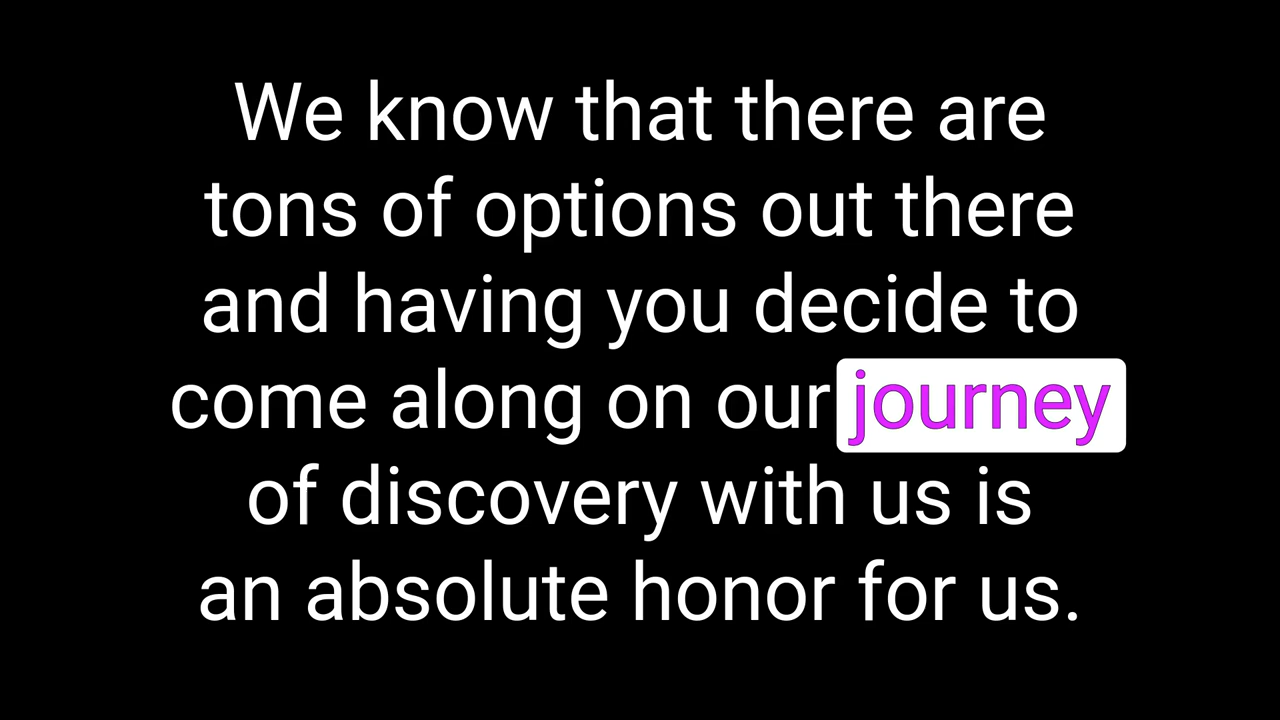 We know that there are
tons of options out there
and having you decide to
come along on our journey
of discovery with us is
an absolute honor for us.